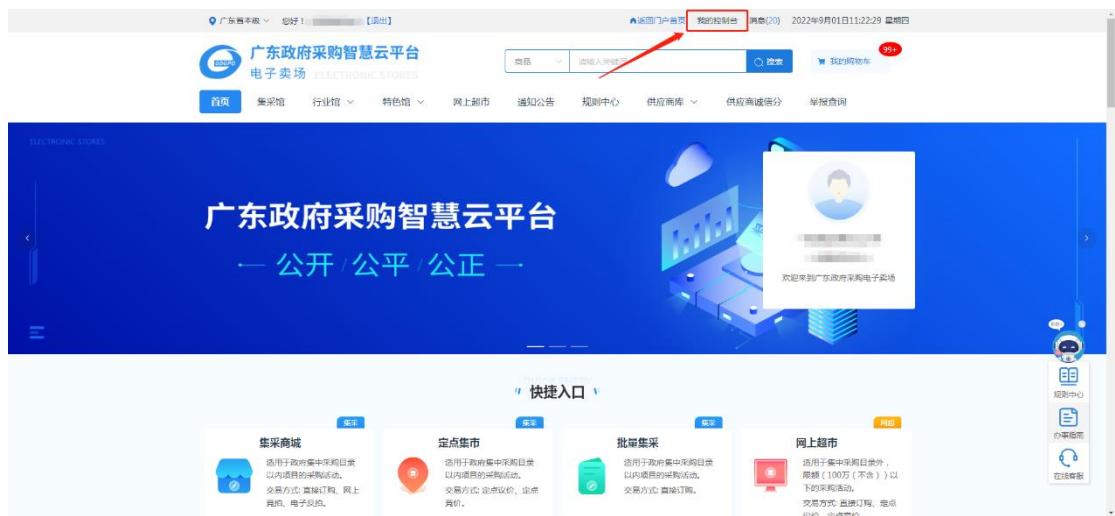 广东省本级 您好！ 【退出】 返回门户首页 我的控制台 消息(20) 2022年9月01日11:22:29 星期四
广东政府采购智慧云平台
电子卖场 ELECTRONIC STORES
商品 请输入关键 搜索 我的购物车 99+
首页 集采馆 行业馆 特色馆 网上超市 通知公告 规则中心 供应商库 供应商诚信分 举报查询
ELECTRONIC STORES
广东政府采购智慧云平台
公开/公平/公正
欢迎来到广东政府采购电子卖场
快捷入口
规则中心
办事指南
在线客服
集采
集采商城
适用于政府集中采购目录
以内项目的采购活动。
交易方式: 直接订购、网上
竞价、电子反拍。
集采
定点集市
适用于政府集中采购目录
以内项目的采购活动。
交易方式: 定点议价、定点
竞价。
集采
批量集采
适用于政府集中采购目录
以内项目的采购活动。
交易方式: 直接订购。
网超
网上超市
适用于集中采购目录外，
限额（100万（不含））以
下的采购活动。
交易方式: 直接订购、定点
议价、定点竞价